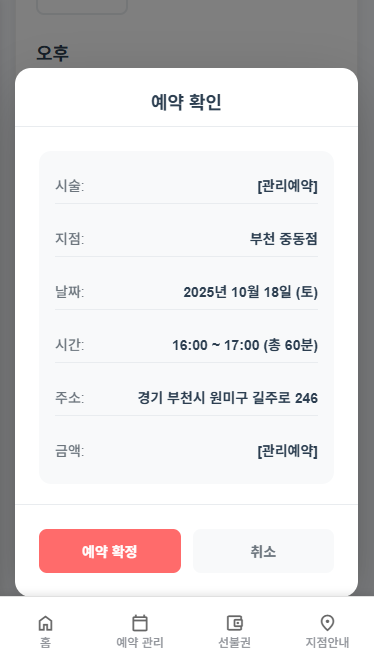 오후
예약 확인
시술: [관리예약]
지점: 부천 중동점
날짜: 2025년 10월 18일 (토)
시간: 16:00 ~ 17:00 (총 60분)
주소: 경기 부천시 원미구 길주로 246
금액: [관리예약]
예약 확정 취소
홈 예약 관리 선불권 지점안내